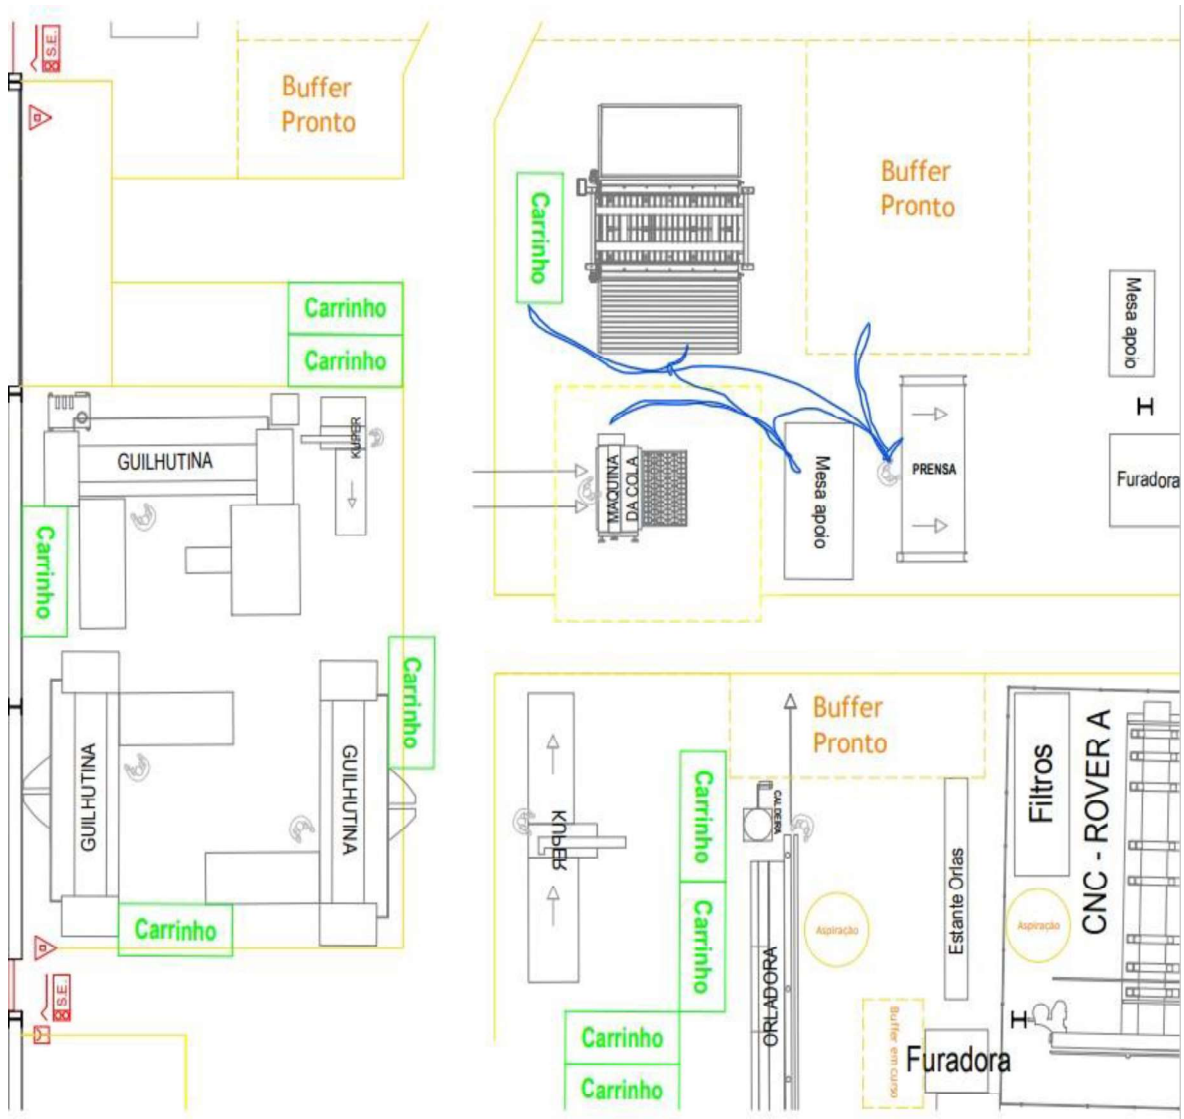 S.E.
Buffer
Pronto
Carrinho
Buffer
Pronto
Carrinho
Carrinho
Mesa apoio
GUILHUTINA
KUPER
MAQUINA
DA COLA
Mesa apoio
PRENSA
Furadora
Carrinho
Carrinho
GUILHUTINA
GUILHUTINA
Carrinho
S.E.
KUPER
Carrinho
Carrinho
Carrinho
Carrinho
Buffer
Pronto
CALDEIRA
ORLADORA
Aspiração
Estante Orlas
Buffer em curso
Furadora
Filtros
Aspiração
CNC - ROVER A